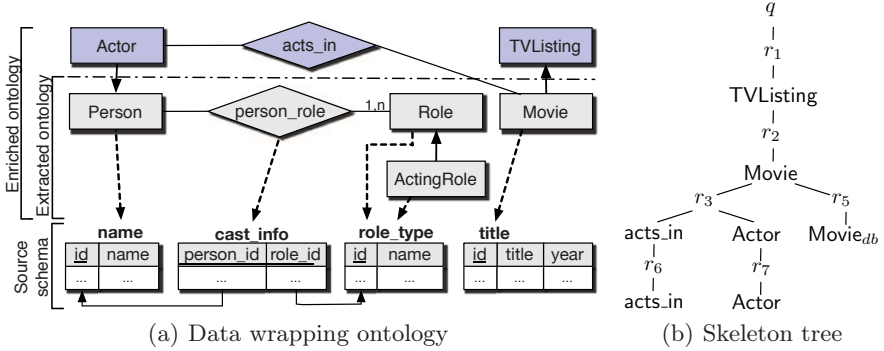 Enriched ontology
Extracted ontology
Source schema
Actor
acts_in
TVListing
Person
person_role
1,n
Role
Movie
ActingRole
name
cast_info
role_type
title
id name
person_id role_id
id name
id title year
... ...
... ...
... ...
... ... ...
(a) Data wrapping ontology
q
r1
TVListing
r2
Movie
r3 r5
acts_in Actor Moviedb
r6 r7
acts_in Actor
(b) Skeleton tree